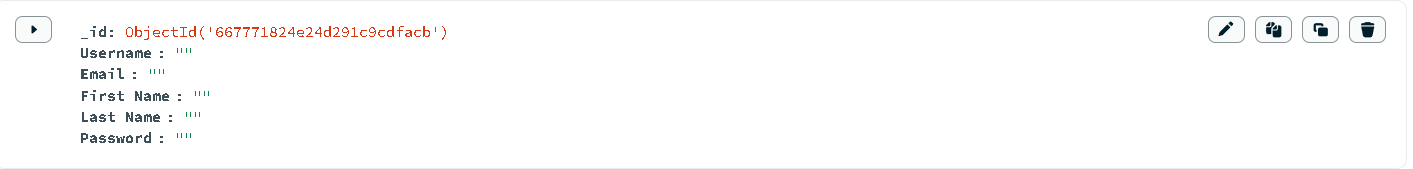 _id: ObjectId('667771824e24d291c9cdfacb')
Username : ""
Email : ""
First Name : ""
Last Name : ""
Password : ""